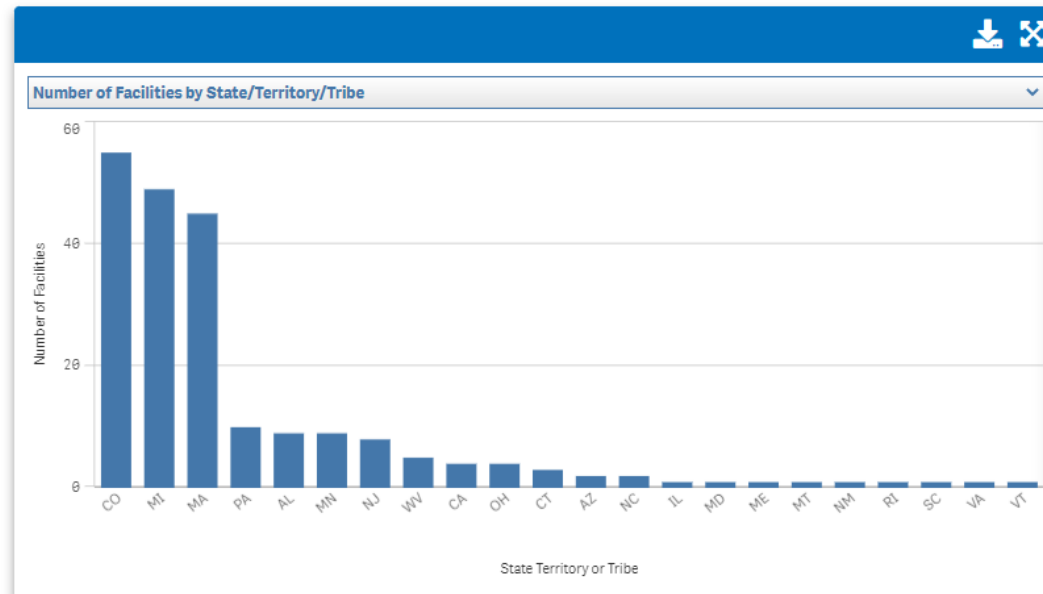 Number of Facilities by State/Territory/Tribe
60
40
20
0
Number of Facilities
CO MI MA PA AL MN NJ WV CA OH CT AZ NC IL MD ME MT NM RI SC VA VT
State Territory or Tribe